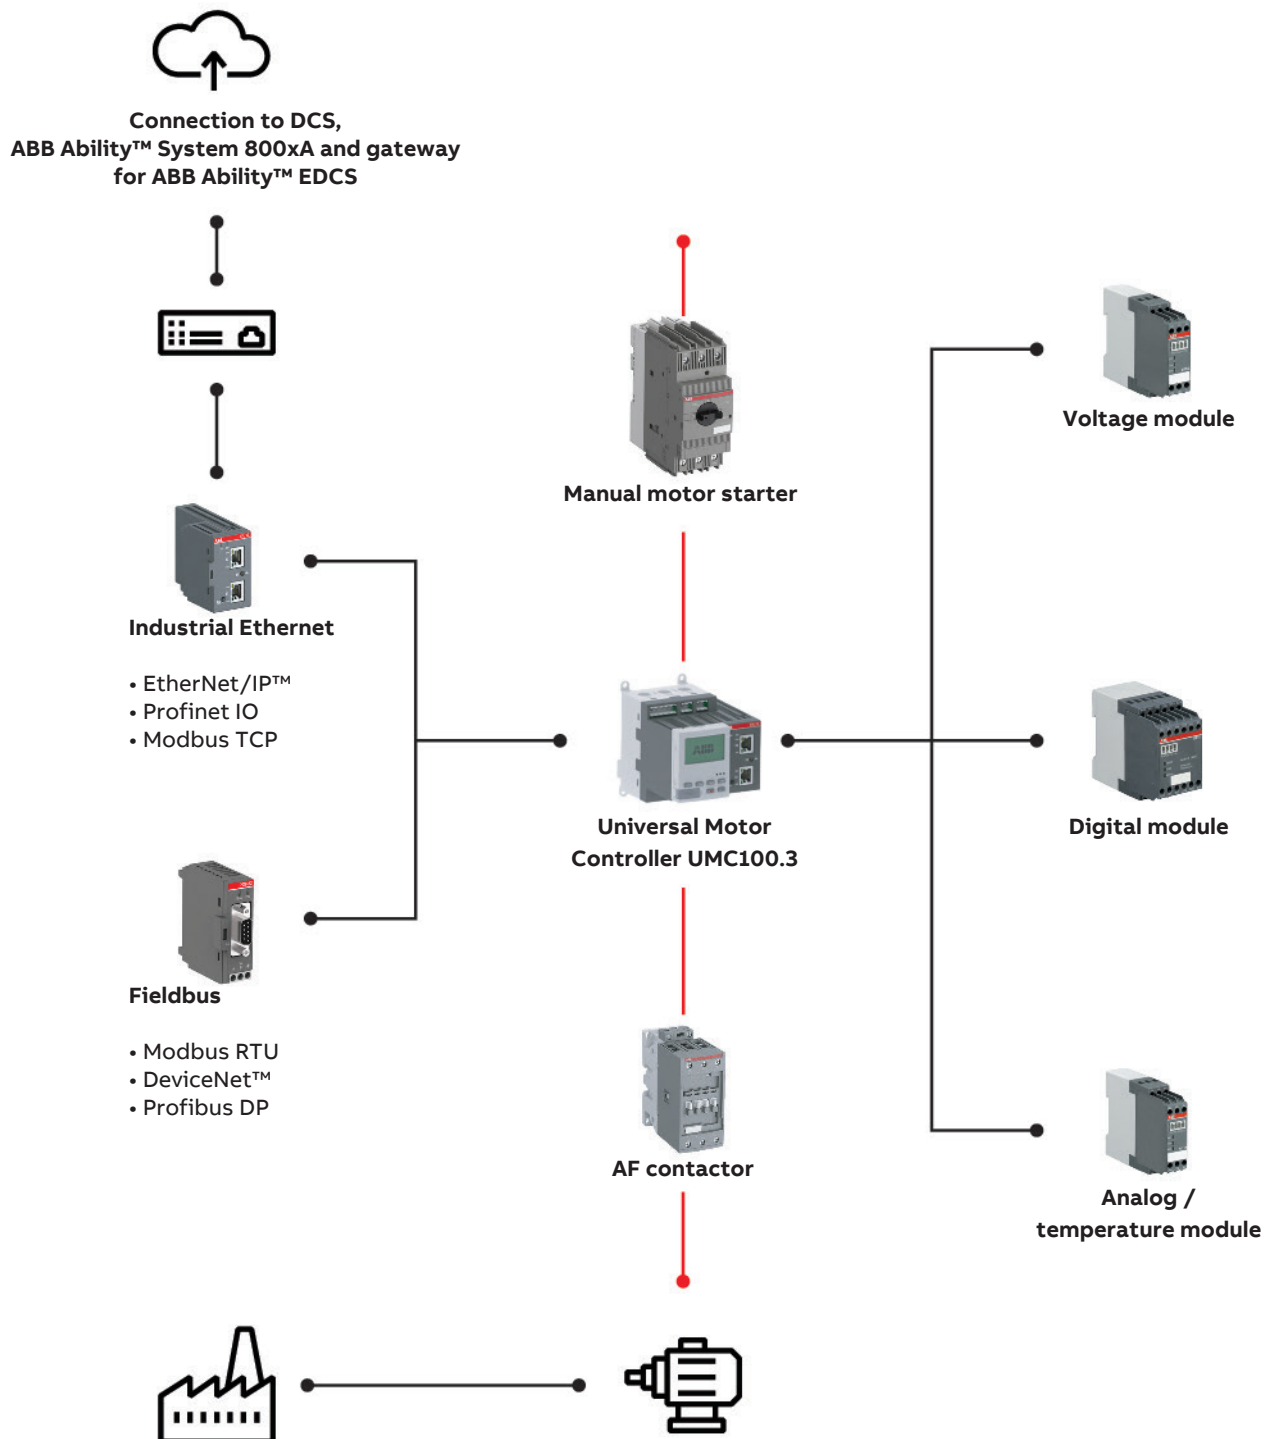 Connection to DCS,
ABB Ability™ System 800xA and gateway
for ABB Ability™ EDCS
Manual motor starter
Voltage module
Industrial Ethernet
• EtherNet/IP™
• Profinet IO
• Modbus TCP
ABB
Universal Motor
Controller UMC100.3
Digital module
Fieldbus
• Modbus RTU
• DeviceNet™
• Profibus DP
AF contactor
Analog /
temperature module